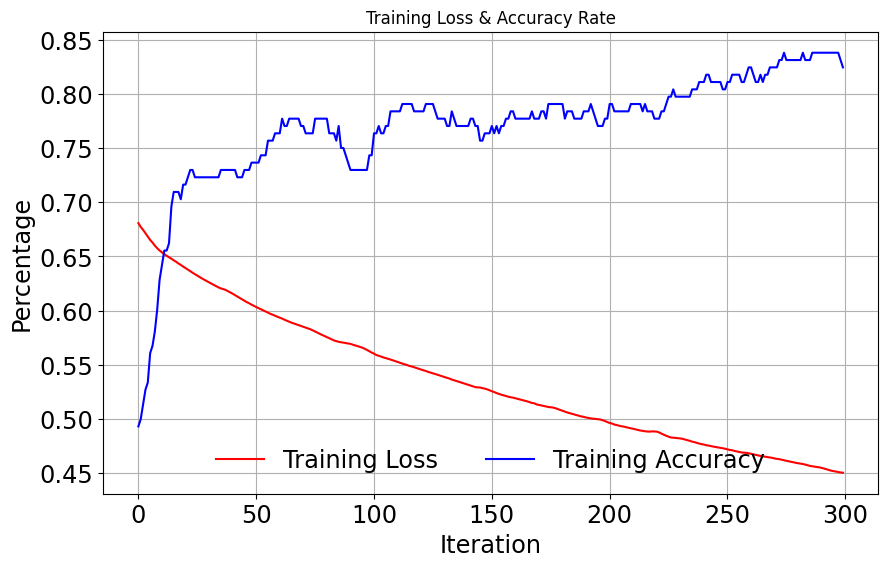 Training Loss & Accuracy Rate
0.85
0.80
0.75
0.70
0.65
0.60
0.55
0.50
0.45
Percentage
Training Loss Training Accuracy
0 50 100 150 200 250 300
Iteration